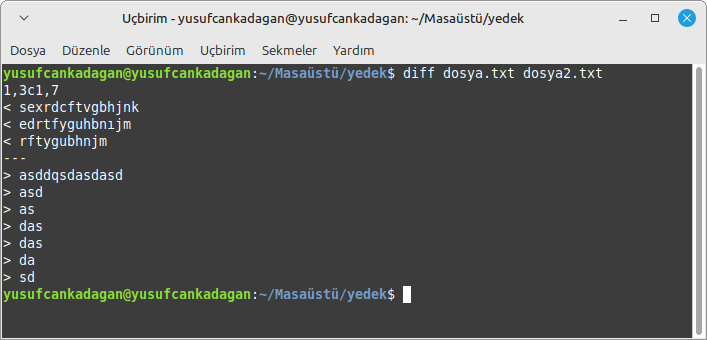 Uçbirim - yusufcankadagan@yusufcankadagan: ~/Masaüstü/yedek
Dosya Düzenle Görünüm Uçbirim Sekmeler Yardım
yusufcankadagan@yusufcankadagan:~/Masaüstü/yedek$ diff dosya.txt dosya2.txt
1,3c1,7
< sexrdcftvgbhjnk
< edrtfyguhbnıjm
< rftygubhnjm
---
> asddqsdasdasd
> asd
> as
> das
> das
> da
> sd
yusufcankadagan@yusufcankadagan:~/Masaüstü/yedek$